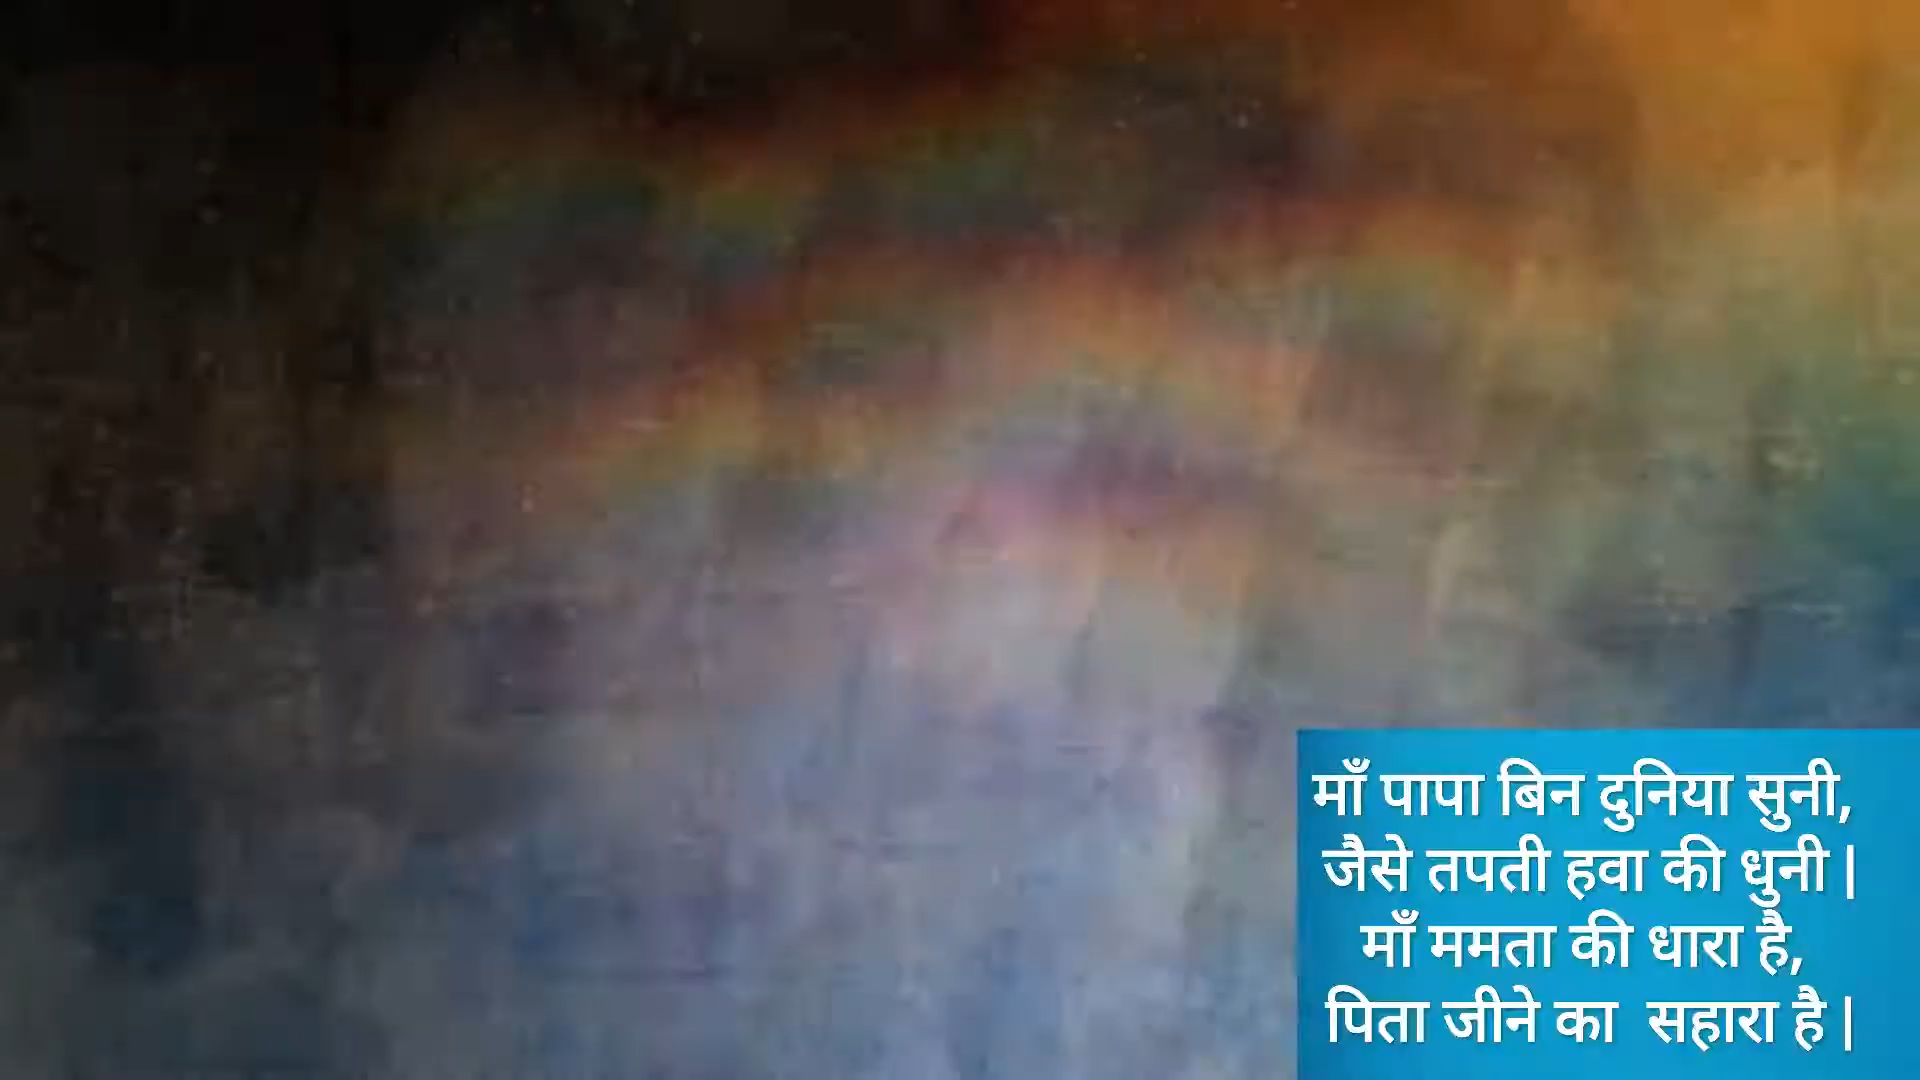 माँ पापा बिन दुनिया सुनी,
जैसे तपती हवा की धुनी |
माँ ममता की धारा है,
पिता जीने का सहारा है |